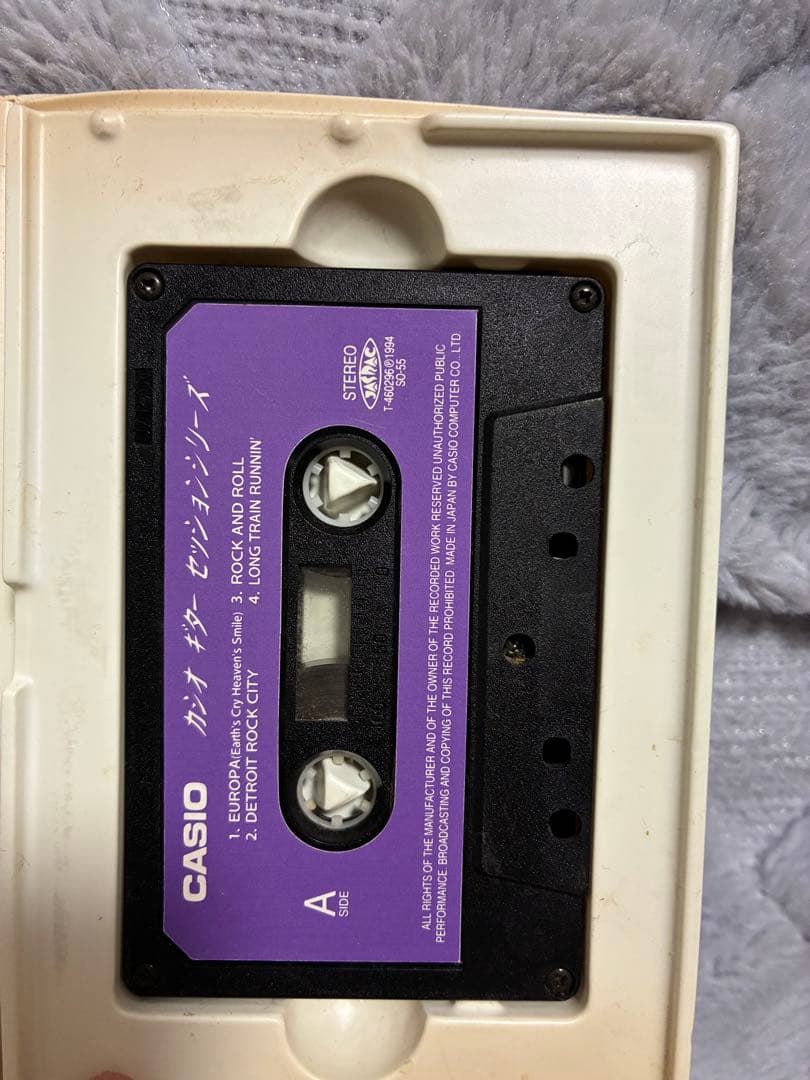 CASIO カシオ ギター セッションシリーズ
1. EUROPA(Earth's Cry Heaven's Smile) 3. ROCK AND ROLL
2. DETROIT ROCK CITY 4. LONG TRAIN RUNNIN'
A
SIDE
STEREO
JASRAC
T-460296Ⓟ1994
SO-55
ALL RIGHTS OF THE MANUFACTURER AND OF THE OWNER OF THE RECORDED WORK RESERVED UNAUTHORIZED PUBLIC
PERFORMANCE. BROADCASTING AND COPYING OF THIS RECORD PROHIBITED MADE IN JAPAN BY CASIO COMPUTER CO. LTD.